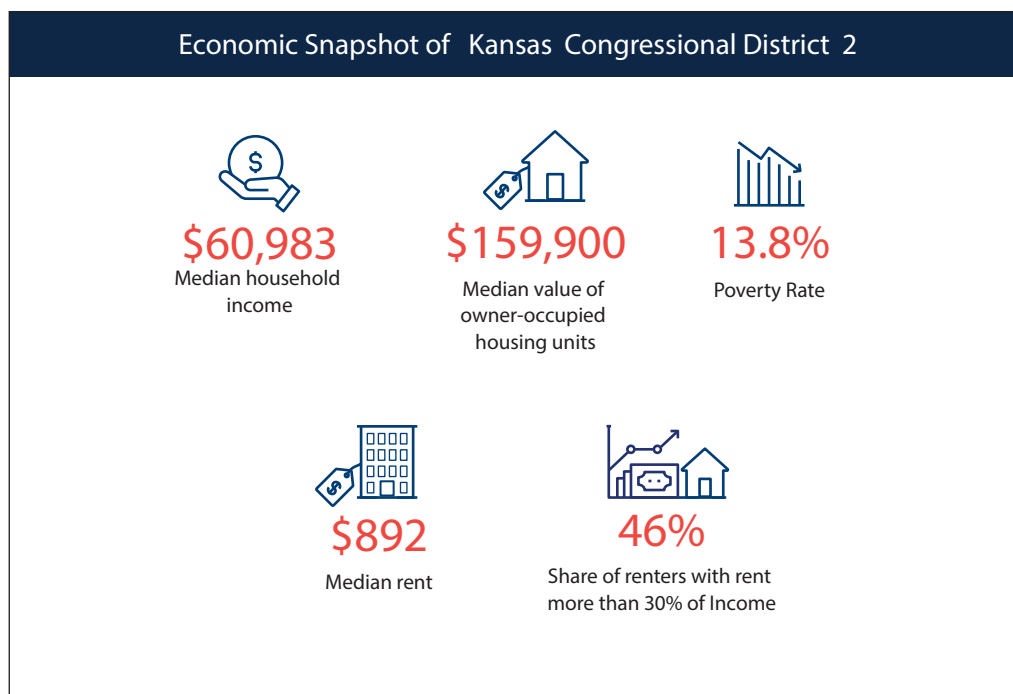 Economic Snapshot of Kansas Congressional District 2
$
$
$60,983
Median household
income
$159,900
Median value of
owner-occupied
housing units
13.8%
Poverty Rate
$
$892
Median rent
46%
Share of renters with rent
more than 30% of Income